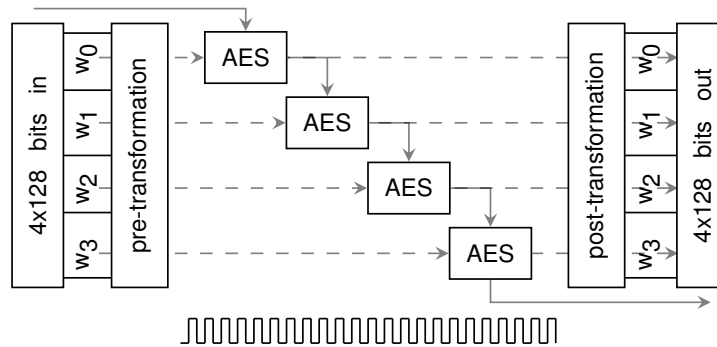 4x128 bits in
w0
w1
w2
w3
pre-transformation
AES
AES
AES
AES
post-transformation
w0
w1
w2
w3
4x128 bits out